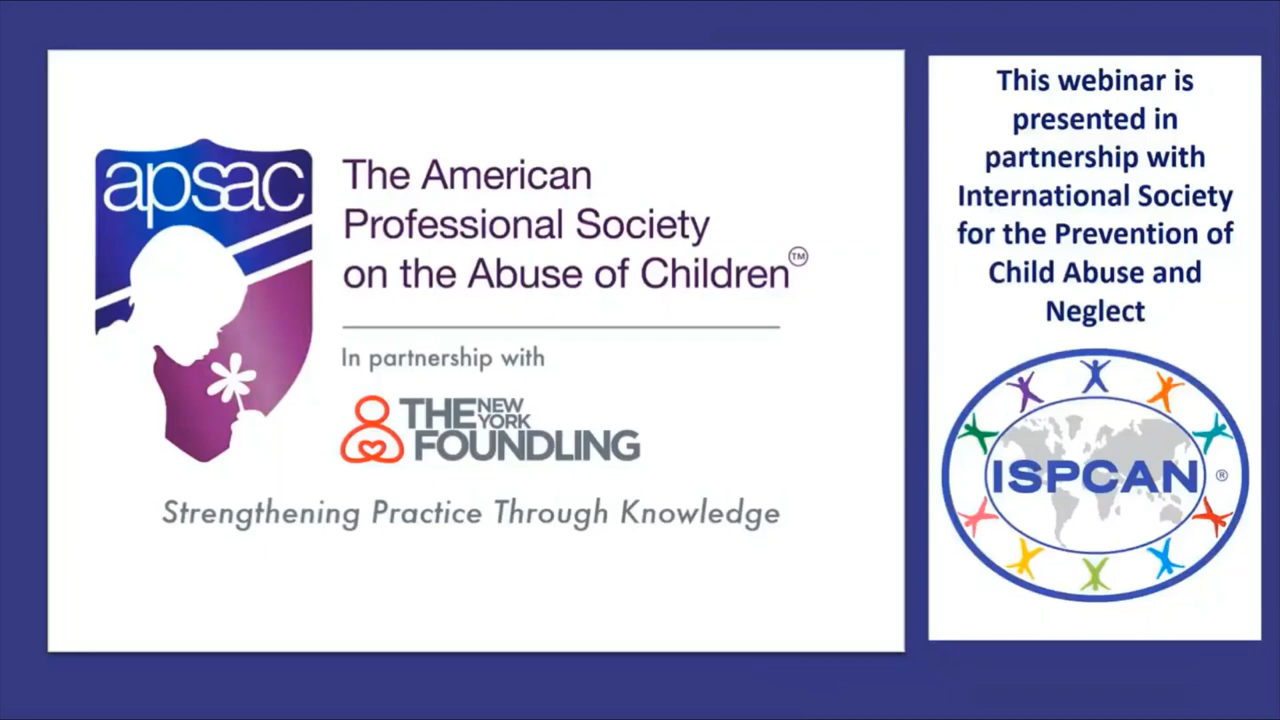 apsac
The American
Professional Society
on the Abuse of Children™
In partnership with
THE NEW YORK
FOUNDLING
Strengthening Practice Through Knowledge
This webinar is
presented in
partnership with
International Society
for the Prevention of
Child Abuse and
Neglect
ISPCAN®